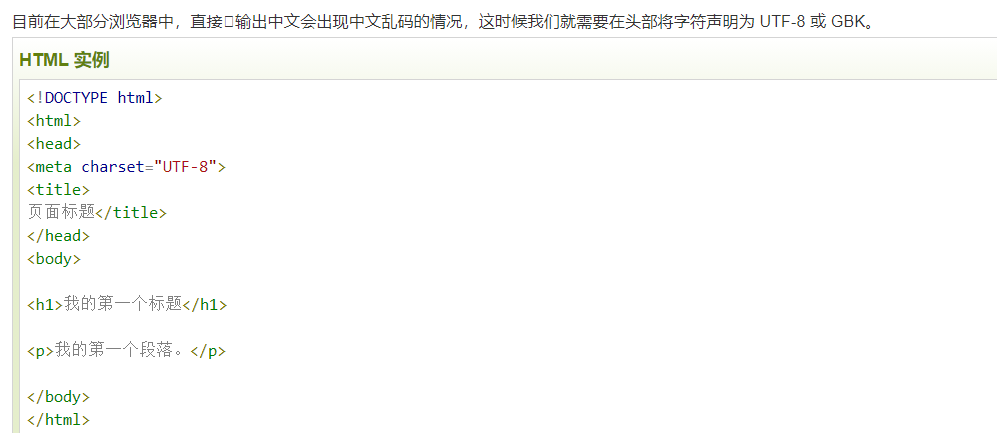 目前在大部分浏览器中，直接▯输出中文会出现中文乱码的情况，这时候我们就需要在头部将字符声明为 UTF-8 或 GBK。
HTML 实例
<!DOCTYPE html>
<html>
<head>
<meta charset="UTF-8">
<title>
页面标题</title>
</head>
<body>
<h1>我的第一个标题</h1>
<p>我的第一个段落。</p>
</body>
</html>